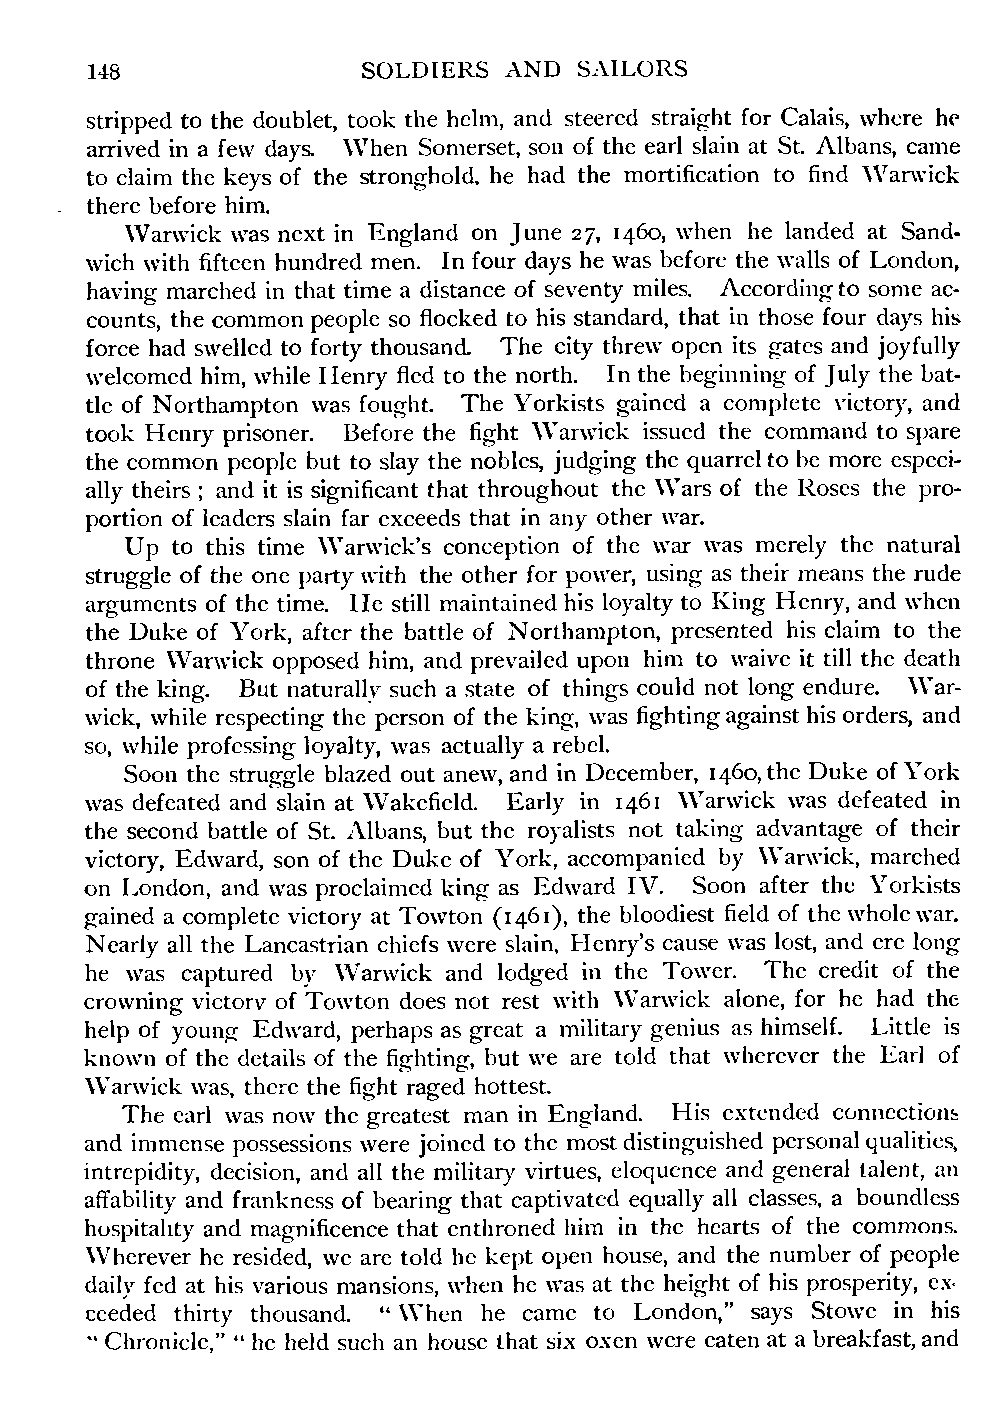 148 SOLDIERS AND SAILORS
stripped to the doublet, took the helm, and steered straight for Calais, where he
arrived in a few days. When Somerset, son of the earl slain at St. Albans, came
to claim the keys of the stronghold, he had the mortification to find Warwick
there before him.
Warwick was next in England on June 27, 1460, when he landed at Sand-
wich with fifteen hundred men. In four days he was before the walls of London,
having marched in that time a distance of seventy miles. According to some ac-
counts, the common people so flocked to his standard, that in those four days his
force had swelled to forty thousand. The city threw open its gates and joyfully
welcomed him, while Henry fled to the north. In the beginning of July the bat-
tle of Northampton was fought. The Yorkists gained a complete victory, and
took Henry prisoner. Before the fight Warwick issued the command to spare
the common people but to slay the nobles, judging the quarrel to be more especi-
ally theirs ; and it is significant that throughout the Wars of the Roses the pro-
portion of leaders slain far exceeds that in any other war.
Up to this time Warwick's conception of the war was merely the natural
struggle of the one party with the other for power, using as their means the rude
arguments of the time. He still maintained his loyalty to King Henry, and when
the Duke of York, after the battle of Northampton, presented his claim to the
throne Warwick opposed him, and prevailed upon him to waive it till the death
of the king. But naturally such a state of things could not long endure. War-
wick, while respecting the person of the king, was fighting against his orders, and
so, while professing loyalty, was actually a rebel.
Soon the struggle blazed out anew, and in December, 1460, the Duke of York
was defeated and slain at Wakefield. Early in 1461 Warwick was defeated in
the second battle of St. Albans, but the royalists not taking advantage of their
victory, Edward, son of the Duke of York, accompanied by Warwick, marched
on London, and was proclaimed king as Edward IV. Soon after the Yorkists
gained a complete victory at Towton (1461), the bloodiest field of the whole war.
Nearly all the Lancastrian chiefs were slain, Henry's cause was lost, and ere long
he was captured by Warwick and lodged in the Tower. The credit of the
crowning victory of Towton does not rest with Warwick alone, for he had the
help of young Edward, perhaps as great a military genius as himself. Little is
known of the details of the fighting, but we are told that wherever the Earl of
Warwick was, there the fight raged hottest.
The earl was now the greatest man in England. His extended connections
and immense possessions were joined to the most distinguished personal qualities,
intrepidity, decision, and all the military virtues, eloquence and general talent, an
affability and frankness of bearing that captivated equally all classes, a boundless
hospitality and magnificence that enthroned him in the hearts of the commons.
Wherever he resided, we are told he kept open house, and the number of people
daily fed at his various mansions, when he was at the height of his prosperity, ex-
ceeded thirty thousand. “ When he came to London,” says Stowe in his
“ Chronicle,” “ he held such an house that six oxen were eaten at a breakfast, and